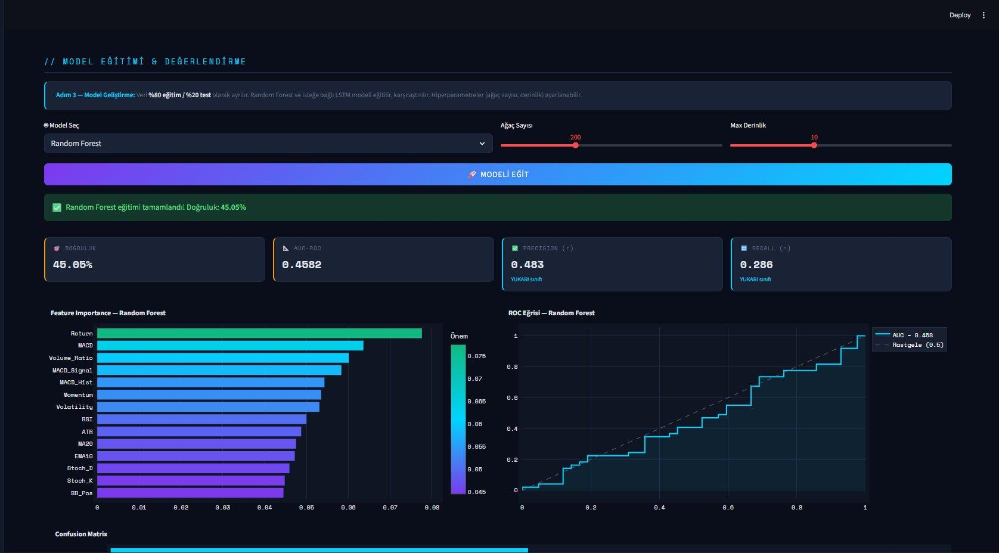 Deploy
// MODEL EĞİTİMİ & DEĞERLENDİRME
Adım 3 — Model Geliştirme: Veri %80 eğitim / %20 test olarak ayrılır. Random Forest ve isteğe bağlı LSTM modeli eğitilir, karşılaştırılır. Hiperparametreler (ağaç sayısı, derinlik) ayarlanabilir.
Model Seç
Random Forest
Ağaç Sayısı
200
Max Derinlik
10
MODELİ EĞİT
Random Forest eğitimi tamamlandı! Doğruluk: 45.05%
DOĞRULUK
45.05%
AUC-ROC
0.4582
PRECISION (↑)
0.483
YUKARI sınıfı
RECALL (↑)
0.286
YUKARI sınıfı
Feature Importance — Random Forest
Return
MACD
Volume_Ratio
MACD_Signal
MACD_Hist
Momentum
Volatility
RSI
ATR
MA20
EMA10
Stoch_D
Stoch_K
BB_Pos
0 0.01 0.02 0.03 0.04 0.05 0.06 0.07 0.08
Önem
0.075
0.07
0.065
0.06
0.055
0.05
0.045
ROC Eğrisi — Random Forest
1
0.8
0.6
0.4
0.2
0
0 0.2 0.4 0.6 0.8 1
AUC = 0.458
Rastgele (0.5)
Confusion Matrix